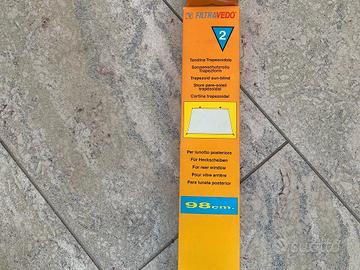 FILTRAVEDO®
2
Tendina Trapezoidale
Sonnenschutzrollo
Trapezform
Trapezoid sun-blind
Store pare-soleil
trapézoïdal
Cortina trapezoidal
Per lunotto posteriore
Für Heckscheiben
For rear window
Pour vitre arrière
Para luneta posterior
98 cm.
subito